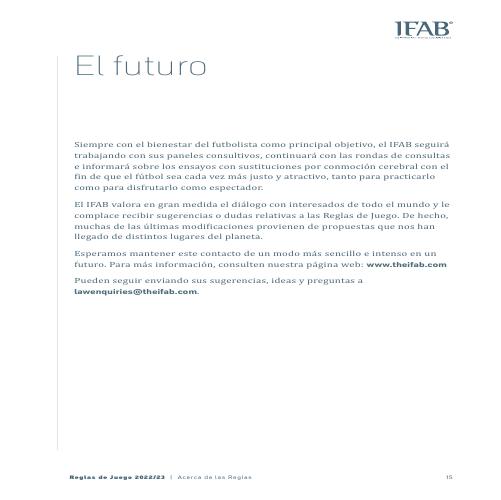 IFAB
El futuro
Siempre con el bienestar del futbolista como principal objetivo, el IFAB seguirá
trabajando con sus paneles consultivos, continuará con las rondas de consultas
e informará sobre los ensayos con sustituciones por conmoción cerebral con el
fin de que el fútbol sea cada vez más justo y atractivo, tanto para practicarlo
como para disfrutarlo como espectador.
El IFAB valora en gran medida el diálogo con interesados de todo el mundo y le
complace recibir sugerencias o dudas relativas a las Reglas de Juego. De hecho,
muchas de las últimas modificaciones provienen de propuestas que nos han
llegado de distintos lugares del planeta.
Esperamos mantener este contacto de un modo más sencillo e intenso en un
futuro. Para más información, consulten nuestra página web: www.theifab.com
Pueden seguir enviando sus sugerencias, ideas y preguntas a
lawenquiries@theifab.com.
Reglas de Juego 2022/23 | Acerca de las Reglas
15